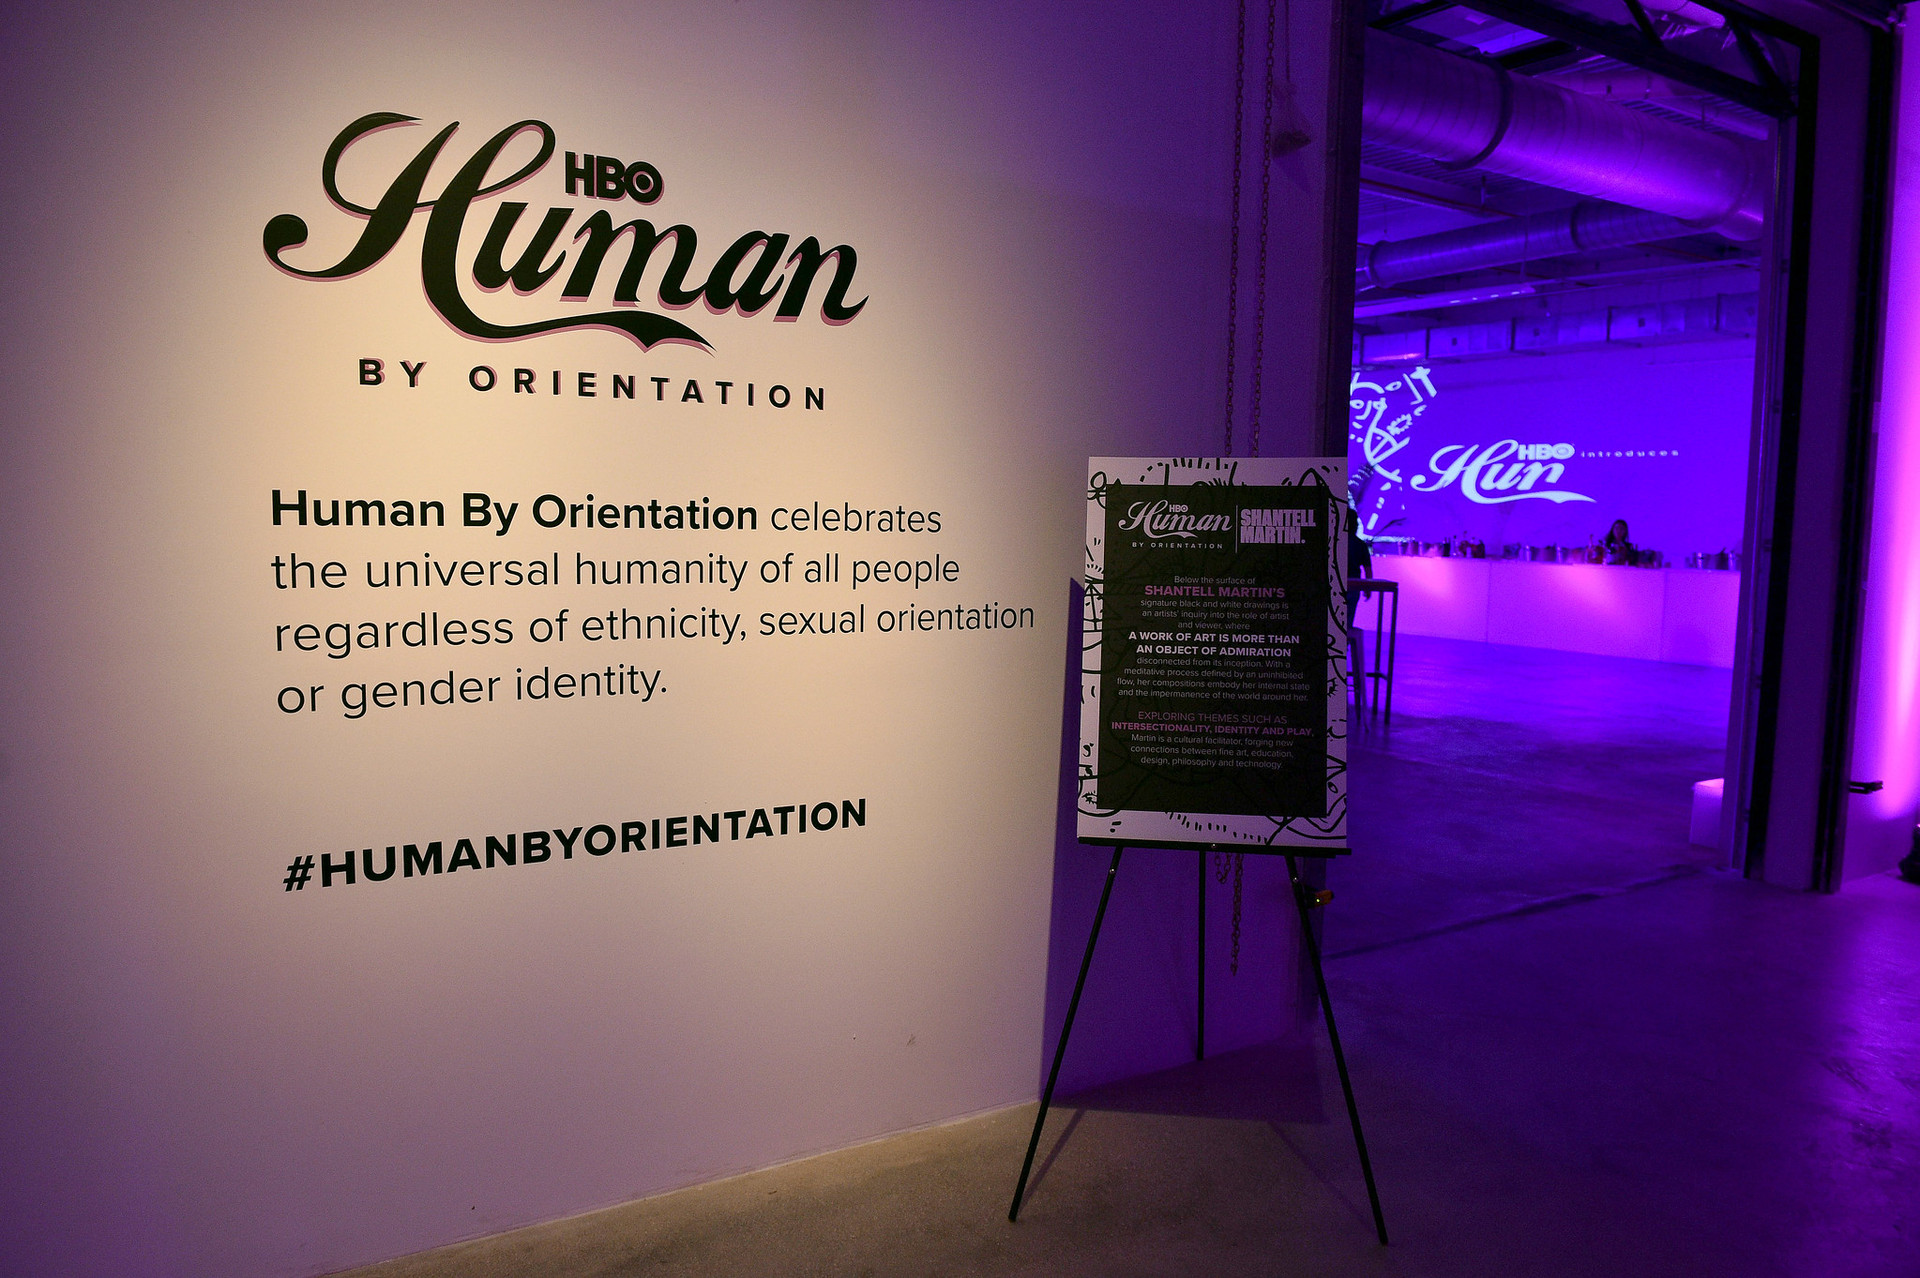 HBO
Human
BY ORIENTATION
Human By Orientation celebrates
the universal humanity of all people
regardless of ethnicity, sexual orientation
or gender identity.
#HUMANBYORIENTATION
HBO
Human
BY ORIENTATION
SHANTELL
MARTIN.
Below the surface of
SHANTELL MARTIN'S
signature black and white drawings is
an artists' inquiry into the role of artist
and viewer, where
A WORK OF ART IS MORE THAN
AN OBJECT OF ADMIRATION
disconnected from its inception. With a
meditative process defined by an uninhibited
flow, her compositions embody her internal state
and the impermanence of the world around her.
EXPLORING THEMES SUCH AS
INTERSECTIONALITY, IDENTITY AND PLAY,
Martin is a cultural facilitator, forging new
connections between fine art, education,
design, philosophy and technology.
HBO introduces
Hun